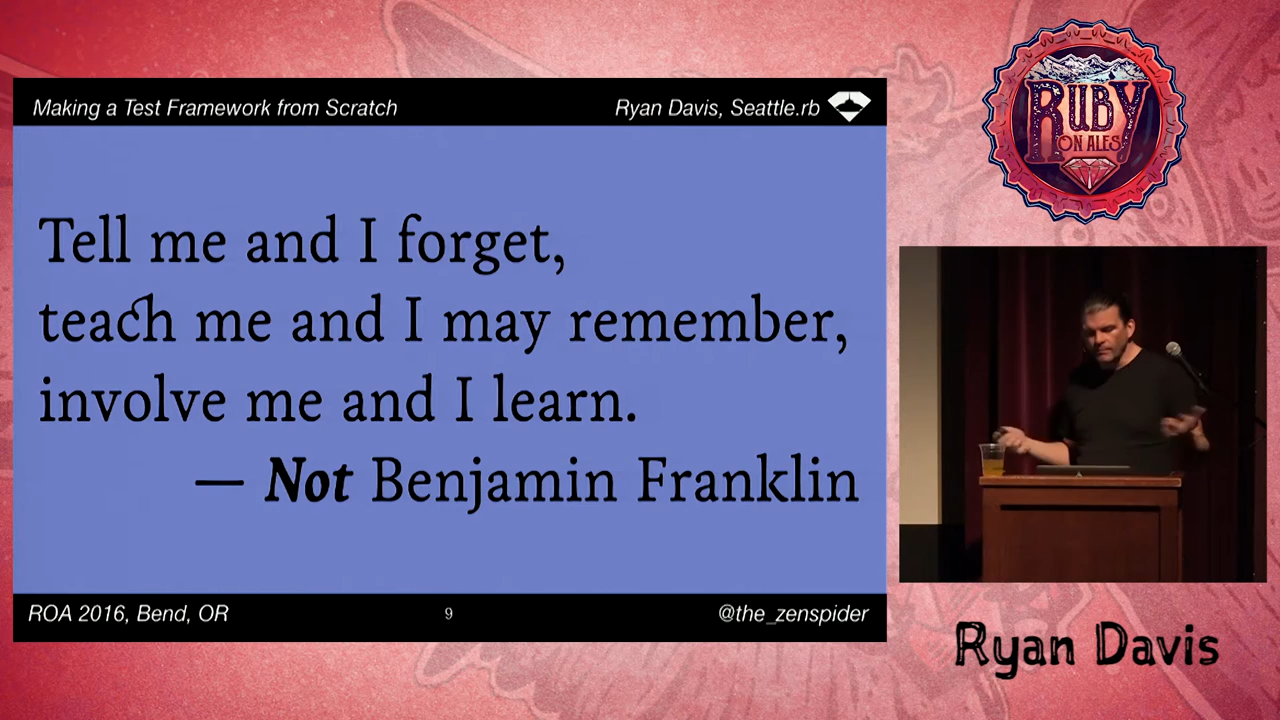 Making a Test Framework from Scratch
Ryan Davis, Seattle.rb
Tell me and I forget,
teach me and I may remember,
involve me and I learn.
— Not Benjamin Franklin
ROA 2016, Bend, OR
9
@the_zenspider
RUBY
ON ALES
Ryan Davis